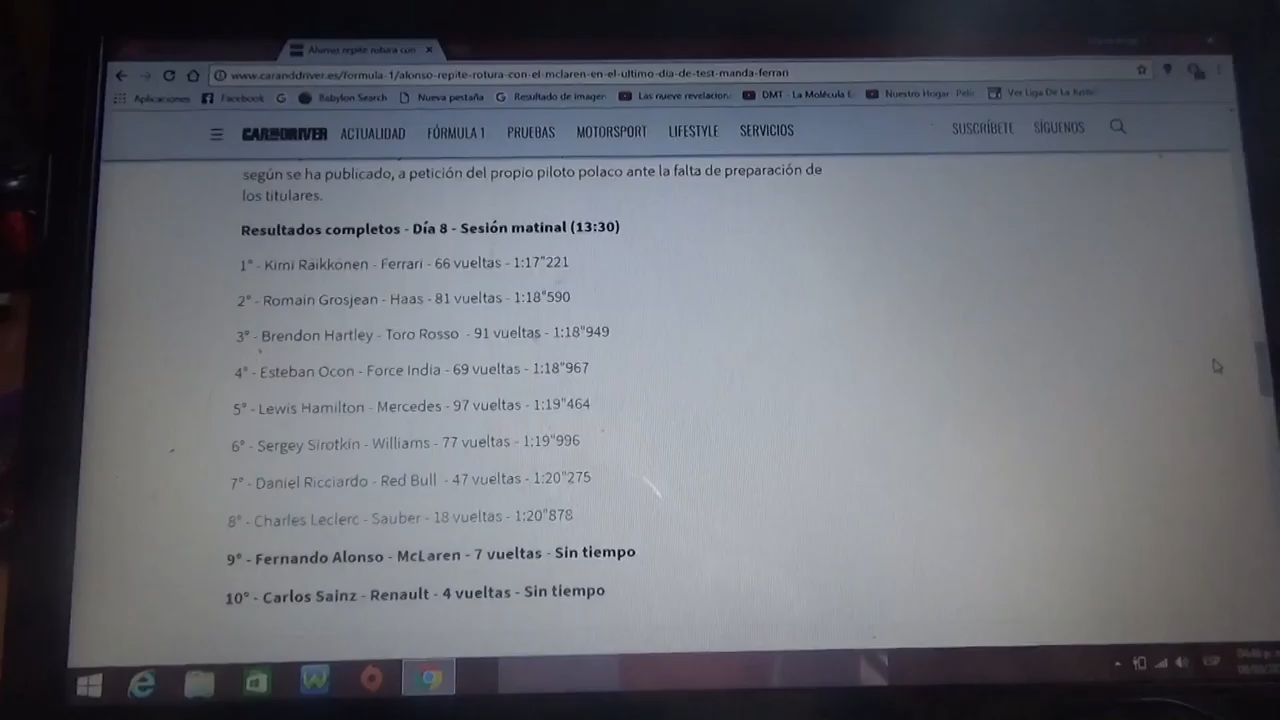 Alonso repite rotura con
www.caranddriver.es/formula-1/alonso-repite-rotura-con-el-mclaren-en-el-ultimo-dia-de-test-manda-ferrari
Aplicaciones Facebook Babylon Search Nueva pestaña Resultado de imagen Las nueve revelacion DMT - La Molécula E Nuestro Hogar Pelic Ver Liga De La Justic
CAR AND DRIVER ACTUALIDAD FÓRMULA 1 PRUEBAS MOTORSPORT LIFESTYLE SERVICIOS SUSCRÍBETE SÍGUENOS
según se ha publicado, a petición del propio piloto polaco ante la falta de preparación de
los titulares.
Resultados completos - Día 8 - Sesión matinal (13:30)
1° - Kimi Räikkönen - Ferrari - 66 vueltas - 1:17"221
2° - Romain Grosjean - Haas - 81 vueltas - 1:18"590
3° - Brendon Hartley - Toro Rosso - 91 vueltas - 1:18"949
4° - Esteban Ocon - Force India - 69 vueltas - 1:18"967
5° - Lewis Hamilton - Mercedes - 97 vueltas - 1:19"464
6° - Sergey Sirotkin - Williams - 77 vueltas - 1:19"996
7° - Daniel Ricciardo - Red Bull - 47 vueltas - 1:20"275
8° - Charles Leclerc - Sauber - 18 vueltas - 1:20"878
9° - Fernando Alonso - McLaren - 7 vueltas - Sin tiempo
10° - Carlos Sainz - Renault - 4 vueltas - Sin tiempo
ESP